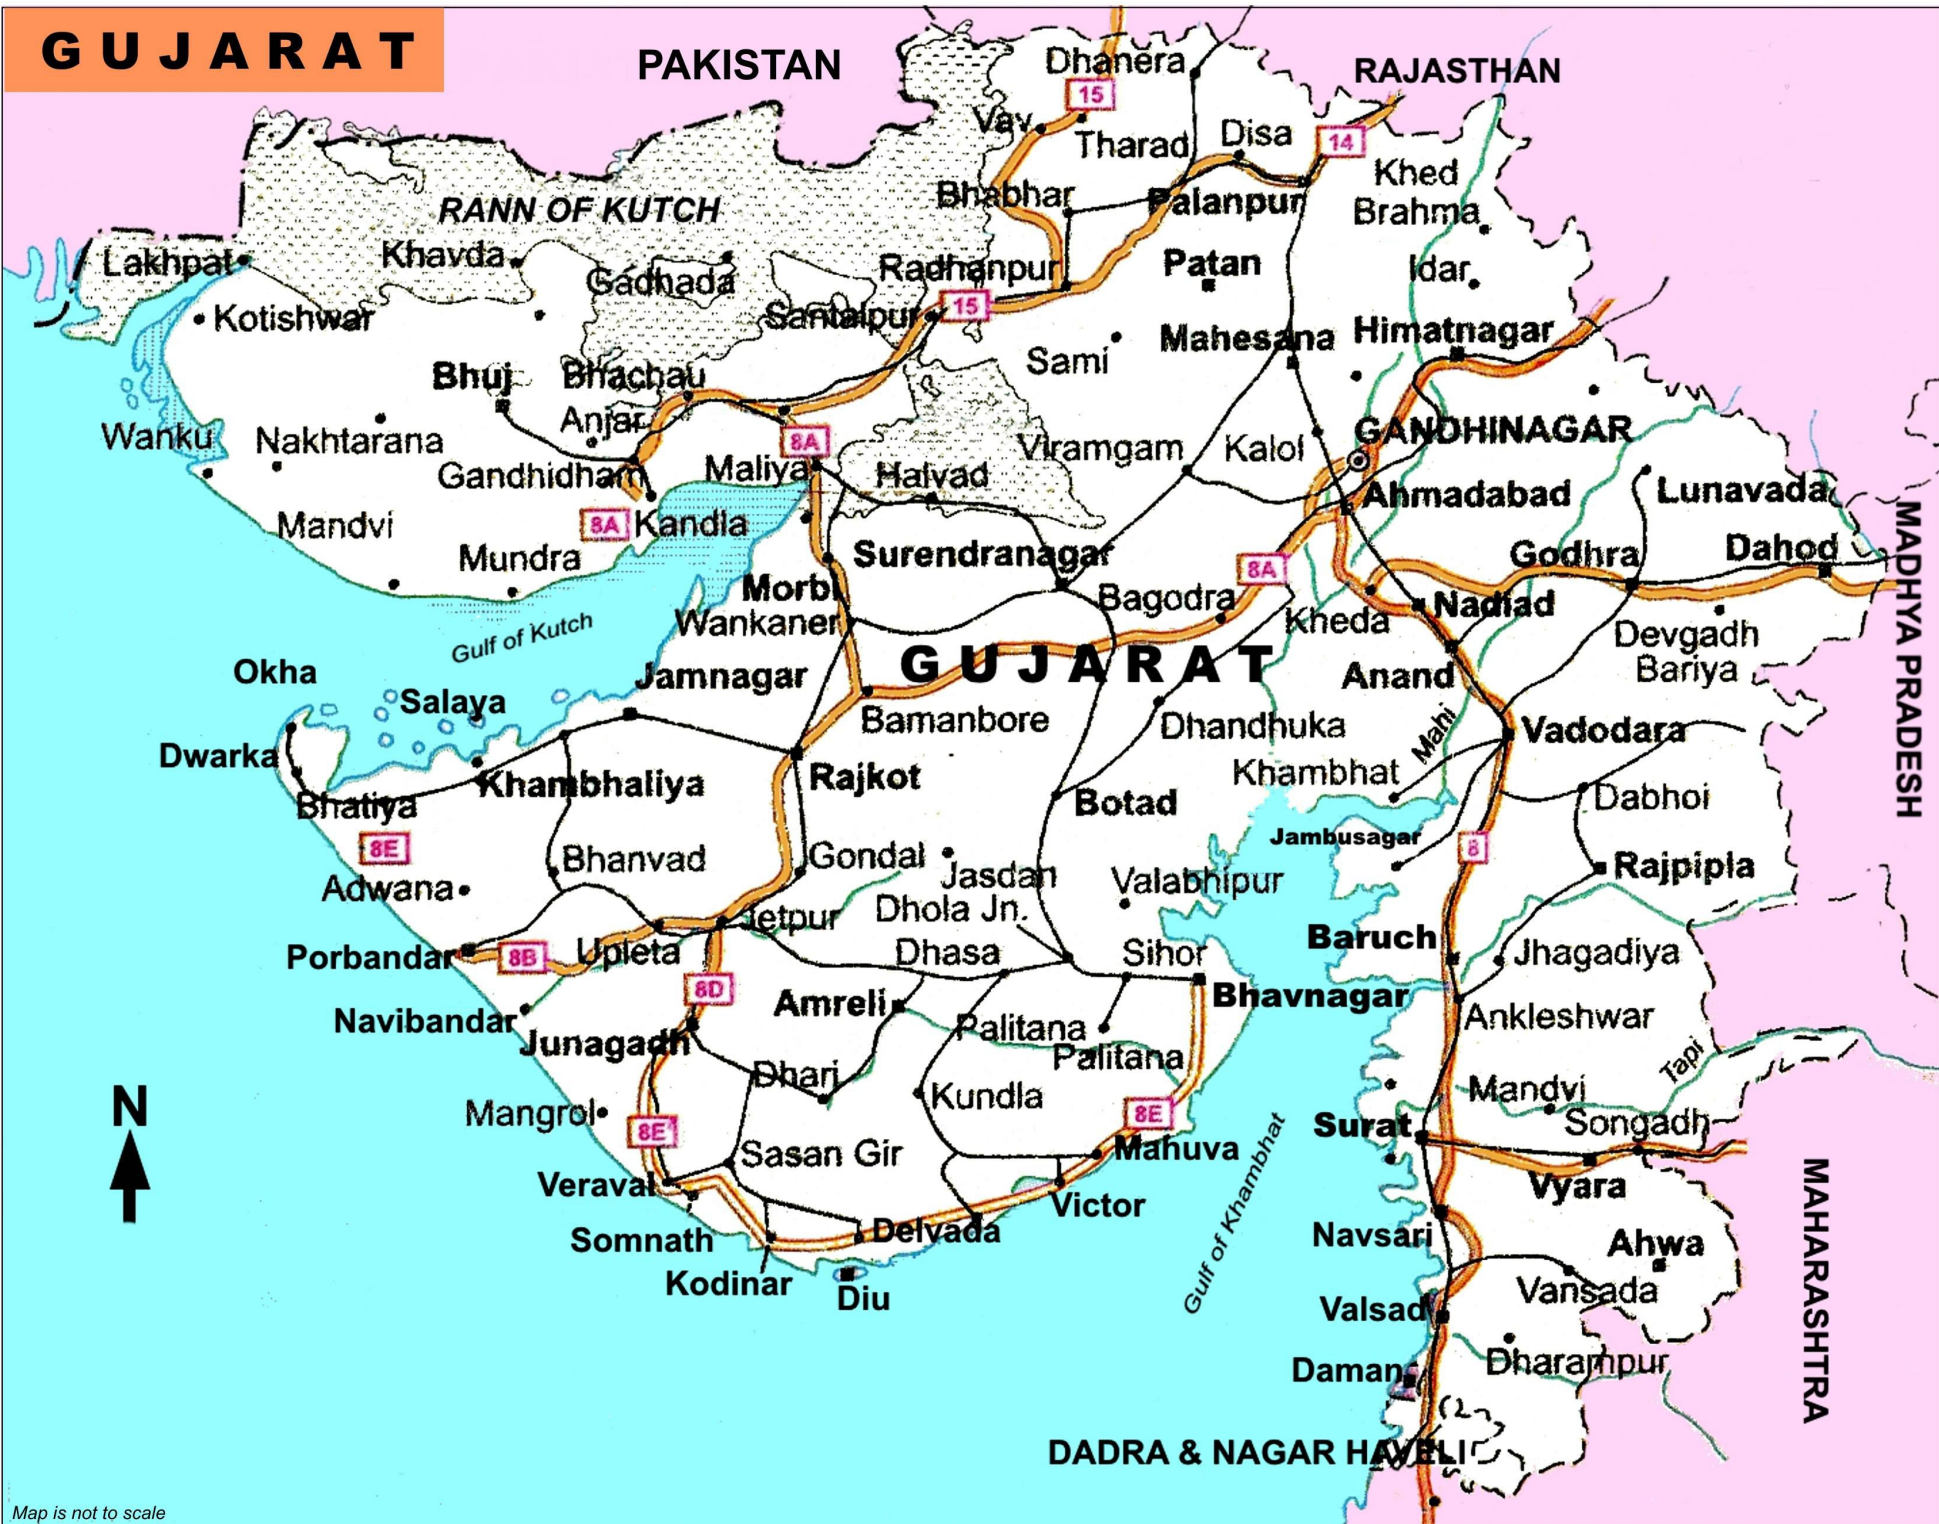 GUJARAT
PAKISTAN
RAJASTHAN
Dhanera
15
Vav
Tharad
Disa
14
Khed
Brahma
RANN OF KUTCH
Bhabhar
Palanpur
Lakhpat
Khavda
Gadhada
Radhanpur
Patan
Idar
Kotishwar
Santalpur
15
Sami
Mahesana
Himatnagar
Bhuj
Bhachau
Anjar
Wanku
Nakhtarana
Gandhidham
8A
Maliya
Halvad
Viramgam
Kalol
GANDHINAGAR
Ahmadabad
Lunavada
MADHYA PRADESH
Mandvi
8A
Kandla
Mundra
Surendranagar
8A
Godhra
Dahod
Morbi
Wankaner
Bagodra
Kheda
Nadiad
Devgadh
Bariya
Gulf of Kutch
Okha
Salaya
Jamnagar
GUJARAT
Anand
Bamanbore
Dhandhuka
Mahi
Vadodara
Dwarka
Bhatiya
Khambhaliya
Rajkot
Botad
Khambhat
Dabhoi
8E
Bhanvad
Gondal
Jasdan
Jambusagar
8
Rajpipla
Adwana
Valabhipur
Jetpur
Dhola Jn.
Porbandar
8B
Upleta
Dhasa
Sihor
Baruch
Jhagadiya
Navibandar
8D
Amreli
Bhavnagar
Ankleshwar
Junagadh
Palitana
Palitana
Tapi
N
Dhari
Kundla
Mandvi
Mangrol
8E
8E
Surat
Songadh
Sasan Gir
Mahuva
Veraval
Victor
Vyara
Somnath
Delvada
Gulf of Khambhat
Navsari
Ahwa
MAHARASHTRA
Kodinar
Diu
Vansada
Valsad
Daman
Dharampur
DADRA & NAGAR HAVELI
Map is not to scale